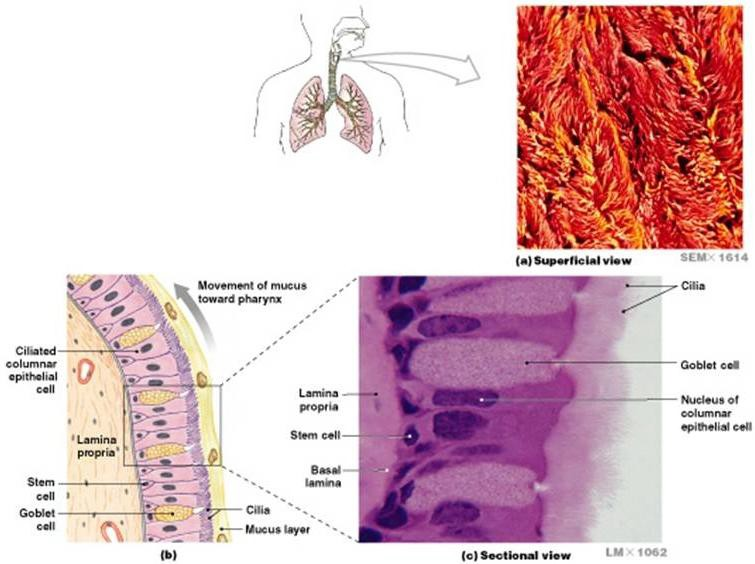 (a) Superficial view
SEM× 1614
Movement of mucus
toward pharynx
Ciliated
columnar
epithelial
cell
Lamina
propria
Stem
cell
Goblet
cell
Cilia
Mucus layer
(b)
Lamina
propria
Stem cell
Basal
lamina
Cilia
Goblet cell
Nucleus of
columnar
epithelial cell
(c) Sectional view
LM× 1062